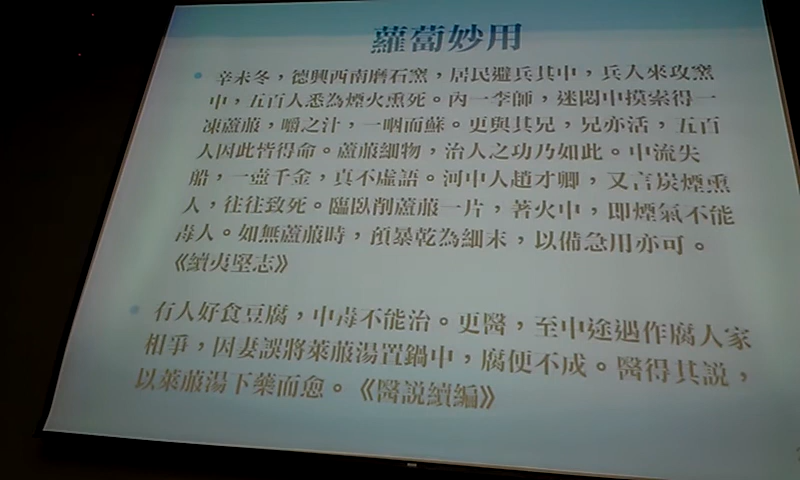 蘿蔔妙用
辛未冬，德興西南磨石窯，居民避兵其中，兵人來攻窯
中，五百人悉為煙火熏死。內一李師，迷悶中摸索得一
凍蘆菔，嚼之汁，一咽而蘇。更與其兄，兄亦活，五百
人因此皆得命。蘆菔細物，治人之功乃如此。中流失
船，一壺千金，真不虛語。河中人趙才卿，又言炭煙熏
人，往往致死。臨臥削蘆菔一片，著火中，即煙氣不能
毒人。如無蘆菔時，預暴乾為細末，以備急用亦可。
《續夷堅志》
有人好食豆腐，中毒不能治。更醫，至中途遇作腐人家
相爭，因妻誤將萊菔湯置鍋中，腐便不成。醫得其說，
以萊菔湯下藥而愈。《醫說續編》